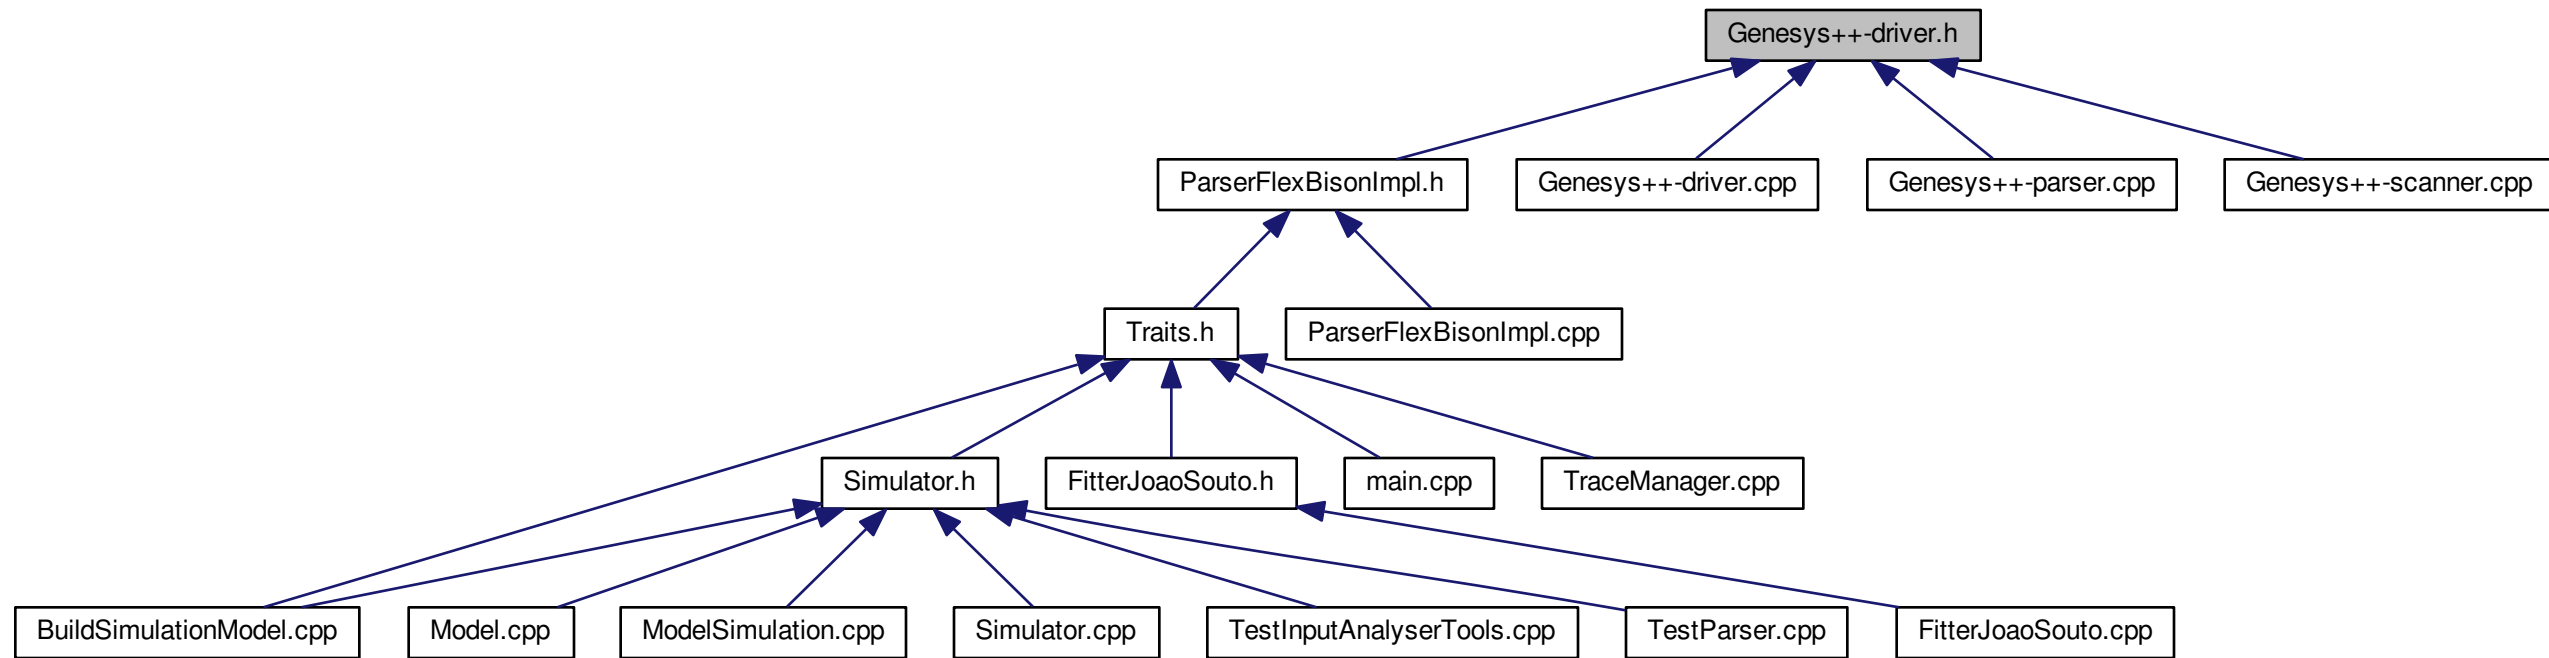 Genesys++-driver.h
ParserFlexBisonImpl.h
Genesys++-driver.cpp
Genesys++-parser.cpp
Genesys++-scanner.cpp
Traits.h
ParserFlexBisonImpl.cpp
Simulator.h
FitterJoaoSouto.h
main.cpp
TraceManager.cpp
BuildSimulationModel.cpp
Model.cpp
ModelSimulation.cpp
Simulator.cpp
TestInputAnalyserTools.cpp
TestParser.cpp
FitterJoaoSouto.cpp